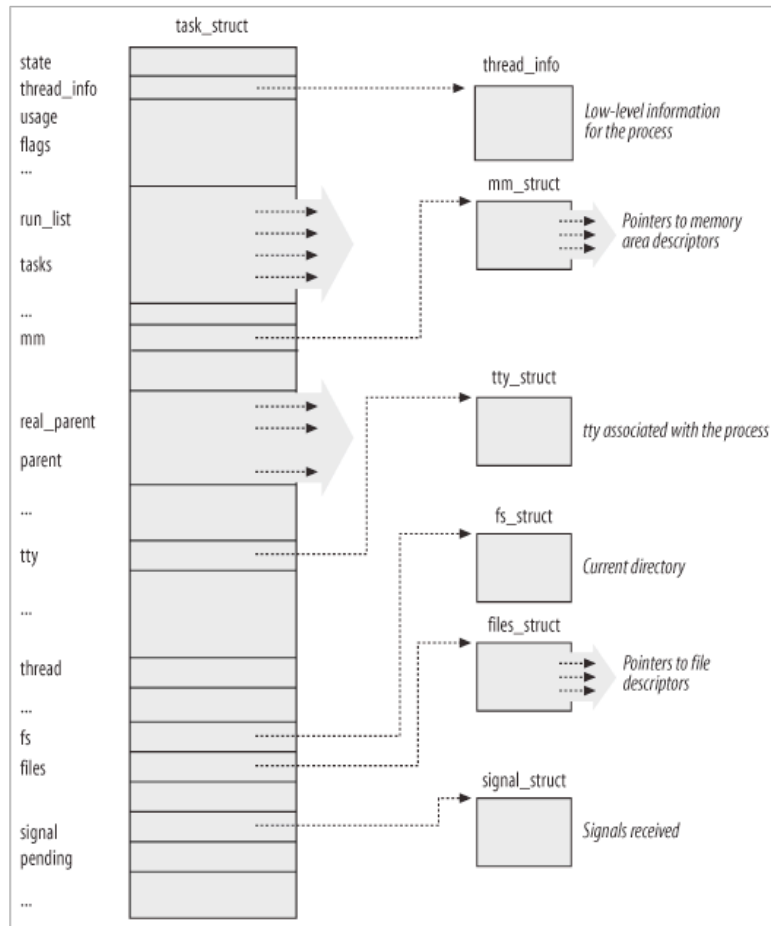 task_struct
state
thread_info
usage
flags
...
run_list
tasks
...
mm
real_parent
parent
...
tty
...
thread
...
fs
files
signal
pending
...
thread_info
Low-level information
for the process
mm_struct
Pointers to memory
area descriptors
tty_struct
tty associated with the process
fs_struct
Current directory
files_struct
Pointers to file
descriptors
signal_struct
Signals received